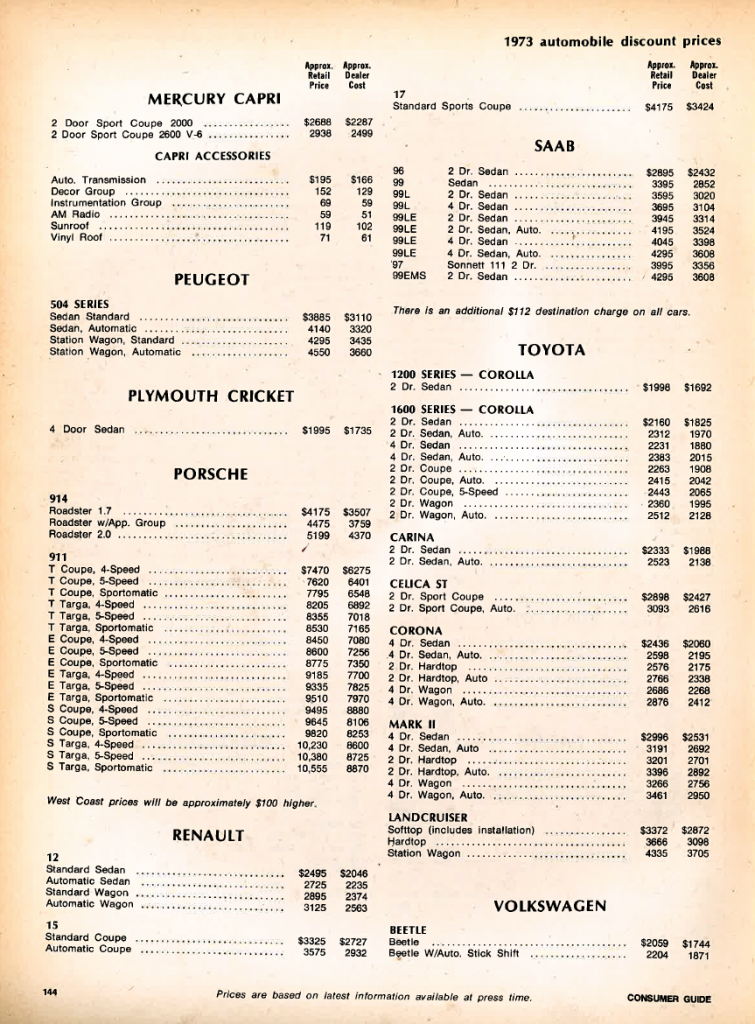 1973 automobile discount prices
Approx. Retail Price Approx. Dealer Cost
MERCURY CAPRI
2 Door Sport Coupe 2000 ................ $2688 $2287
2 Door Sport Coupe 2600 V-6 ................ 2938 2499
CAPRI ACCESSORIES
Auto. Transmission ................ $195 $166
Decor Group ................ 152 129
Instrumentation Group ................ 69 59
AM Radio ................ 59 51
Sunroof ................ 119 102
Vinyl Roof ................ 71 61
PEUGEOT
504 SERIES
Sedan Standard ................ $3885 $3110
Sedan, Automatic ................ 4140 3320
Station Wagon, Standard ................ 4295 3435
Station Wagon, Automatic ................ 4550 3660
PLYMOUTH CRICKET
4 Door Sedan ................ $1995 $1735
PORSCHE
914
Roadster 1.7 ................ $4175 $3507
Roadster w/App. Group ................ 4475 3759
Roadster 2.0 ................ 5199 4370
911
T Coupe, 4-Speed ................ $7470 $6275
T Coupe, 5-Speed ................ 7620 6401
T Coupe, Sportomatic ................ 7795 6548
T Targa, 4-Speed ................ 8205 6892
T Targa, 5-Speed ................ 8355 7018
T Targa, Sportomatic ................ 8530 7165
E Coupe, 4-Speed ................ 8450 7080
E Coupe, 5-Speed ................ 8600 7256
E Coupe, Sportomatic ................ 8775 7350
E Targa, 4-Speed ................ 9185 7700
E Targa, 5-Speed ................ 9335 7825
E Targa, Sportomatic ................ 9510 7970
S Coupe, 4-Speed ................ 9495 8880
S Coupe, 5-Speed ................ 9645 8106
S Coupe, Sportomatic ................ 9820 8253
S Targa, 4-Speed ................ 10,230 8600
S Targa, 5-Speed ................ 10,380 8725
S Targa, Sportomatic ................ 10,555 8870
West Coast prices will be approximately $100 higher.
RENAULT
12
Standard Sedan ................ $2495 $2046
Automatic Sedan ................ 2725 2235
Standard Wagon ................ 2895 2374
Automatic Wagon ................ 3125 2563
15
Standard Coupe ................ $3325 $2727
Automatic Coupe ................ 3575 2932
Approx. Retail Price Approx. Dealer Cost
17
Standard Sports Coupe ................ $4175 $3424
SAAB
96 2 Dr. Sedan ................ $2895 $2432
99 Sedan ................ 3395 2852
99L 2 Dr. Sedan ................ 3595 3020
99L 4 Dr. Sedan ................ 3695 3104
99LE 2 Dr. Sedan ................ 3945 3314
99LE 2 Dr. Sedan, Auto. ................ 4195 3524
99LE 4 Dr. Sedan ................ 4045 3398
99LE 4 Dr. Sedan, Auto. ................ 4295 3608
'97 Sonnett 111 2 Dr. ................ 3995 3356
99EMS 2 Dr. Sedan ................ 4295 3608
There is an additional $112 destination charge on all cars.
TOYOTA
1200 SERIES — COROLLA
2 Dr. Sedan ................ $1998 $1692
1600 SERIES — COROLLA
2 Dr. Sedan ................ $2160 $1825
2 Dr. Sedan, Auto. ................ 2312 1970
4 Dr. Sedan ................ 2231 1880
4 Dr. Sedan, Auto. ................ 2383 2015
2 Dr. Coupe ................ 2263 1908
2 Dr. Coupe, Auto. ................ 2415 2042
2 Dr. Coupe, 5-Speed ................ 2443 2065
2 Dr. Wagon ................ 2360 1995
2 Dr. Wagon, Auto. ................ 2512 2128
CARINA
2 Dr. Sedan ................ $2333 $1988
2 Dr. Sedan, Auto. ................ 2523 2138
CELICA ST
2 Dr. Sport Coupe ................ $2898 $2427
2 Dr. Sport Coupe, Auto. ................ 3093 2616
CORONA
4 Dr. Sedan ................ $2436 $2060
4 Dr. Sedan, Auto. ................ 2598 2195
2 Dr. Hardtop ................ 2576 2175
2 Dr. Hardtop, Auto ................ 2766 2338
4 Dr. Wagon ................ 2686 2268
4 Dr. Wagon, Auto. ................ 2876 2412
MARK II
4 Dr. Sedan ................ $2996 $2531
4 Dr. Sedan, Auto ................ 3191 2692
2 Dr. Hardtop ................ 3201 2701
2 Dr. Hardtop, Auto. ................ 3396 2892
4 Dr. Wagon ................ 3266 2756
4 Dr. Wagon, Auto. ................ 3461 2950
LANDCRUISER
Softtop (includes installation) ................ $3372 $2872
Hardtop ................ 3666 3098
Station Wagon ................ 4335 3705
VOLKSWAGEN
BEETLE
Beetle ................ $2059 $1744
Beetle W/Auto. Stick Shift ................ 2204 1871
144
Prices are based on latest information available at press time.
CONSUMER GUIDE